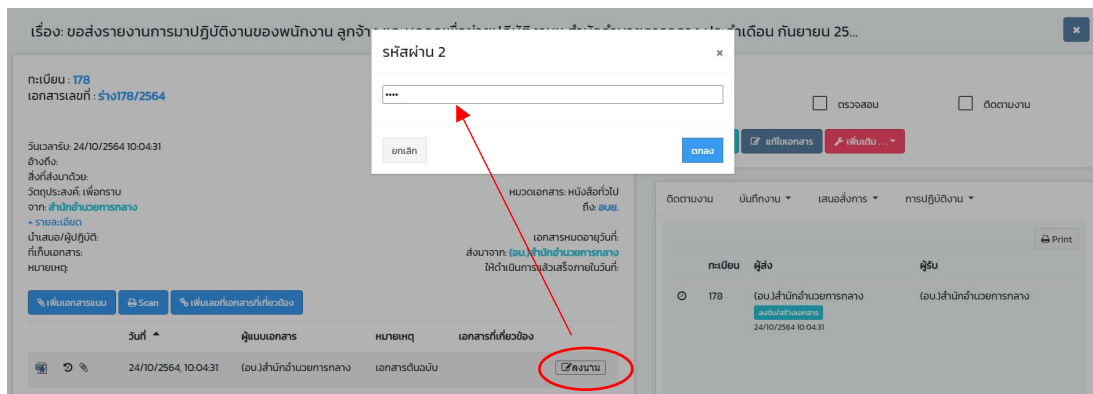 เรื่อง: ขอส่งรายงานการมาปฏิบัติงานของพนักงาน ลูกจ้าง
เดือน กันยายน 25...
×
รหัสผ่าน 2
×
....
ยกเลิก
ตกลง
ทะเบียน : 178
เอกสารเลขที่ : ร่าง178/2564
ตรวจสอบ
ติดตามงาน
แก้ไขเอกสาร
เพิ่มเติม...
วันเวลารับ: 24/10/2564 10:04:31
อ้างถึง:
สิ่งที่ส่งมาด้วย:
วัตถุประสงค์: เพื่อทราบ
หมวดเอกสาร: หนังสือทั่วไป
จาก: สำนักอำนวยการกลาง
ถึง: อบย.
+ รายละเอียด
นำเสนอ/ผู้ปฏิบัติ:
เอกสารหมดอายุวันที่:
ที่เก็บเอกสาร:
ส่งมาจาก: (อบ.)สำนักอำนวยการกลาง
หมายเหตุ:
ให้ดำเนินการแล้วเสร็จภายในวันที่:
เพิ่มเอกสารแนบ
Scan
เพิ่มเลขที่เอกสารที่เกี่ยวข้อง
วันที่
ผู้แนบเอกสาร
หมายเหตุ
เอกสารที่เกี่ยวข้อง
24/10/2564, 10:04:31
(อบ.)สำนักอำนวยการกลาง
เอกสารต้นฉบับ
ลงนาม
ติดตามงาน
บันทึกงาน
เสนอสั่งการ
การปฏิบัติงาน
Print
ทะเบียน
ผู้ส่ง
ผู้รับ
178
(อบ.)สำนักอำนวยการกลาง
(อบ.)สำนักอำนวยการกลาง
ลงรับ/สร้างเอกสาร
24/10/2564 10:04:31